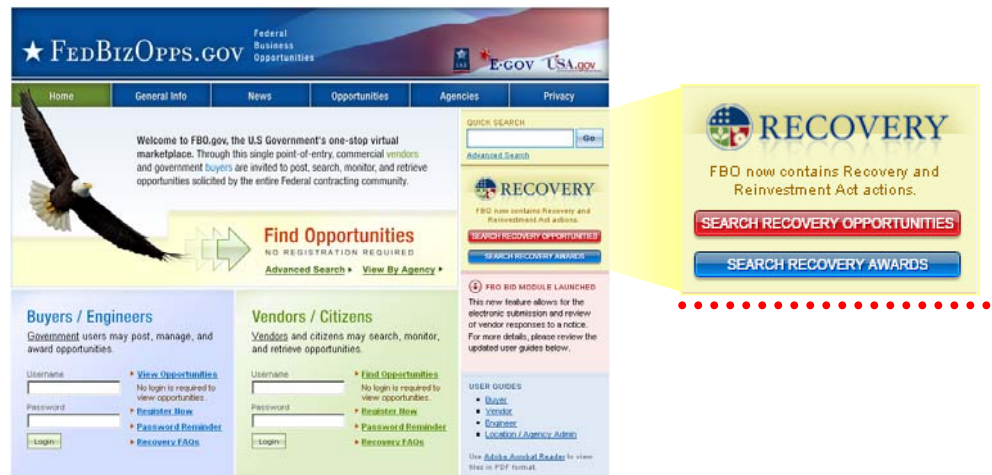 ★ FEDBIZOPPS.GOV
Federal
Business
Opportunities
E-GOV USA.gov
Home General Info News Opportunities Agencies Privacy
Welcome to FBO.gov, the U.S Government's one-stop virtual
marketplace. Through this single point-of-entry, commercial vendors
and government buyers are invited to post, search, monitor, and retrieve
opportunities solicited by the entire Federal contracting community.
Find Opportunities
NO REGISTRATION REQUIRED
Advanced Search View By Agency
QUICK SEARCH
Go
Advanced Search
RECOVERY
FBO now contains Recovery and
Reinvestment Act actions.
SEARCH RECOVERY OPPORTUNITIES
SEARCH RECOVERY AWARDS
FBO BID MODULE LAUNCHED
This new feature allows for the
electronic submission and review
of vendor responses to a notice.
For more details, please review the
updated user guides below.
USER GUIDES
Buyer
Vendor
Engineer
Location / Agency Admin
Use Adobe Acrobat Reader to view
files in PDF format.
Buyers / Engineers
Government users may post, manage, and
award opportunities.
Username
Password
Login
View Opportunities
No login is required to
view opportunities.
Register Now
Password Reminder
Recovery FAQs
Vendors / Citizens
Vendors and citizens may search, monitor,
and retrieve opportunities.
Username
Password
Login
Find Opportunities
No login is required to
view opportunities.
Register Now
Password Reminder
Recovery FAQs
RECOVERY
FBO now contains Recovery and
Reinvestment Act actions.
SEARCH RECOVERY OPPORTUNITIES
SEARCH RECOVERY AWARDS